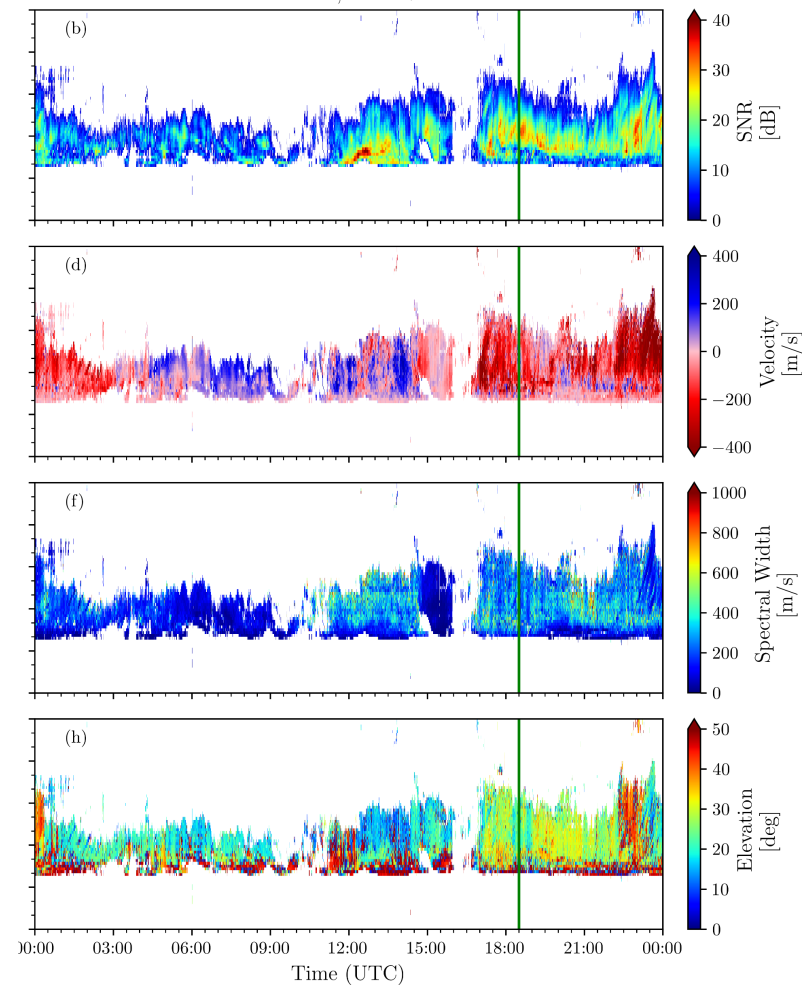 (b)
40
30
20
10
0
SNR
[dB]
(d)
400
200
0
−200
−400
Velocity
[m/s]
(f)
1000
800
600
400
200
0
Spectral Width
[m/s]
(h)
50
40
30
20
10
0
Elevation
[deg]
00:00 03:00 06:00 09:00 12:00 15:00 18:00 21:00 00:00
Time (UTC)